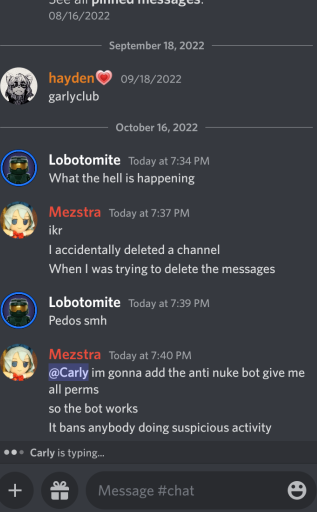 See all pinned messages.
08/16/2022
September 18, 2022
hayden 09/18/2022
garlyclub
October 16, 2022
Lobotomite Today at 7:34 PM
What the hell is happening
Mezstra Today at 7:37 PM
ikr
I accidentally deleted a channel
When I was trying to delete the messages
Lobotomite Today at 7:39 PM
Pedos smh
Mezstra Today at 7:40 PM
@Carly im gonna add the anti nuke bot give me
all perms
so the bot works
It bans anybody doing suspicious activity
Carly is typing...
Message #chat